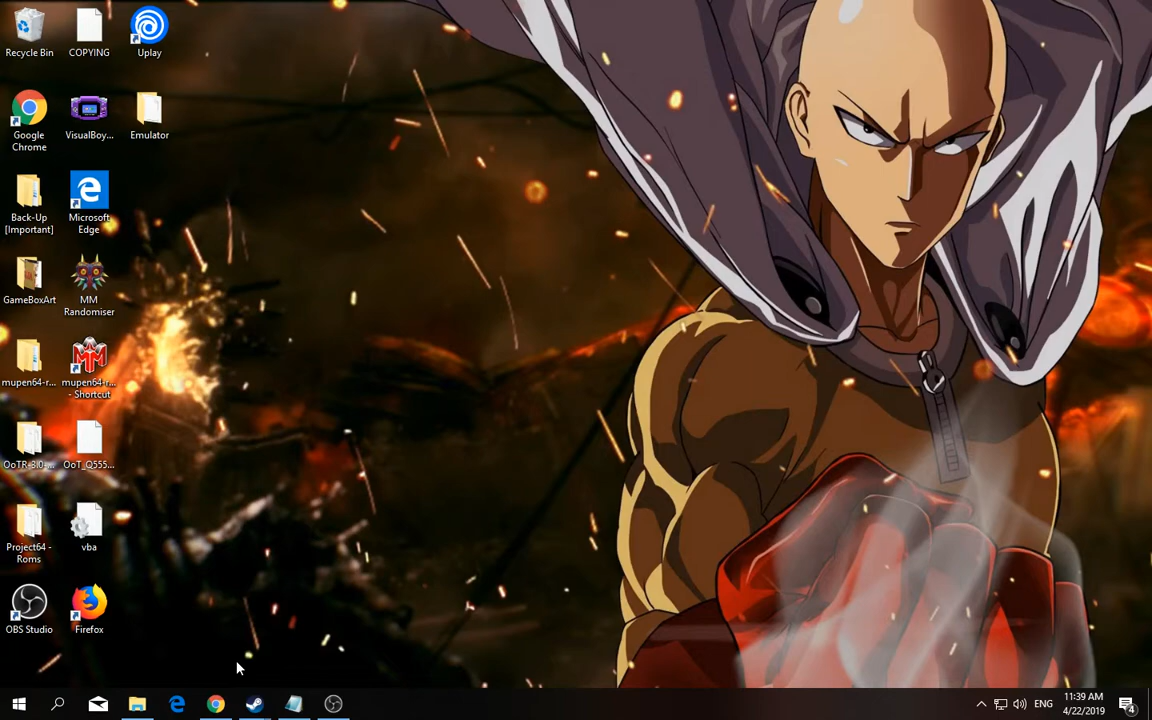 Recycle Bin
COPYING
Uplay
Google
Chrome
VisualBoy...
Emulator
Back-Up
[Important]
Microsoft
Edge
GameBoxArt
MM
Randomiser
mupen64-r...
mupen64-r...
- Shortcut
OoTR-3.0-...
OoT_Q555...
Project64 -
Roms
vba
OBS Studio
Firefox
ENG
11:39 AM
4/22/2019
4